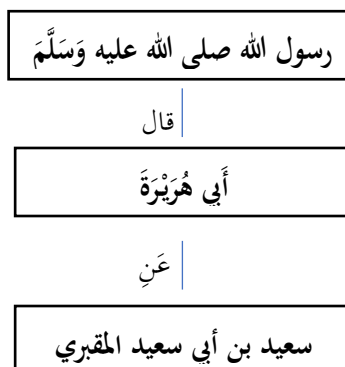 رسول الله صلى الله عليه وَسَلَّمَ
قال
أَبِي هُرَيْرَةَ
عَنِ
سعيد بن أبي سعيد المقبري